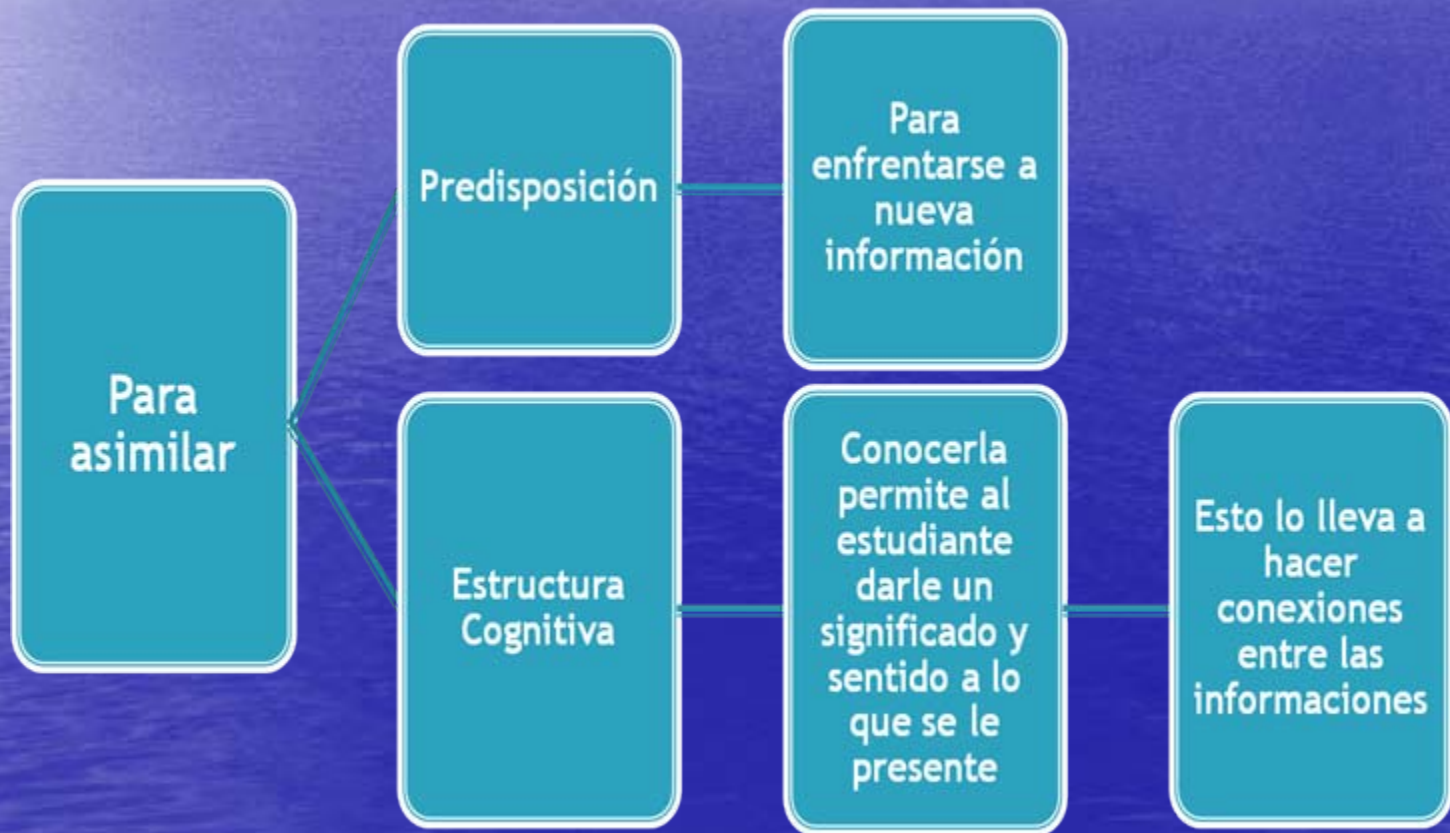 Para
asimilar
Predisposición
Para
enfrentarse a
nueva
información
Estructura
Cognitiva
Conocerla
permite al
estudiante
darle un
significado y
sentido a lo
que se le
presente
Esto lo lleva a
hacer
conexiones
entre las
informaciones